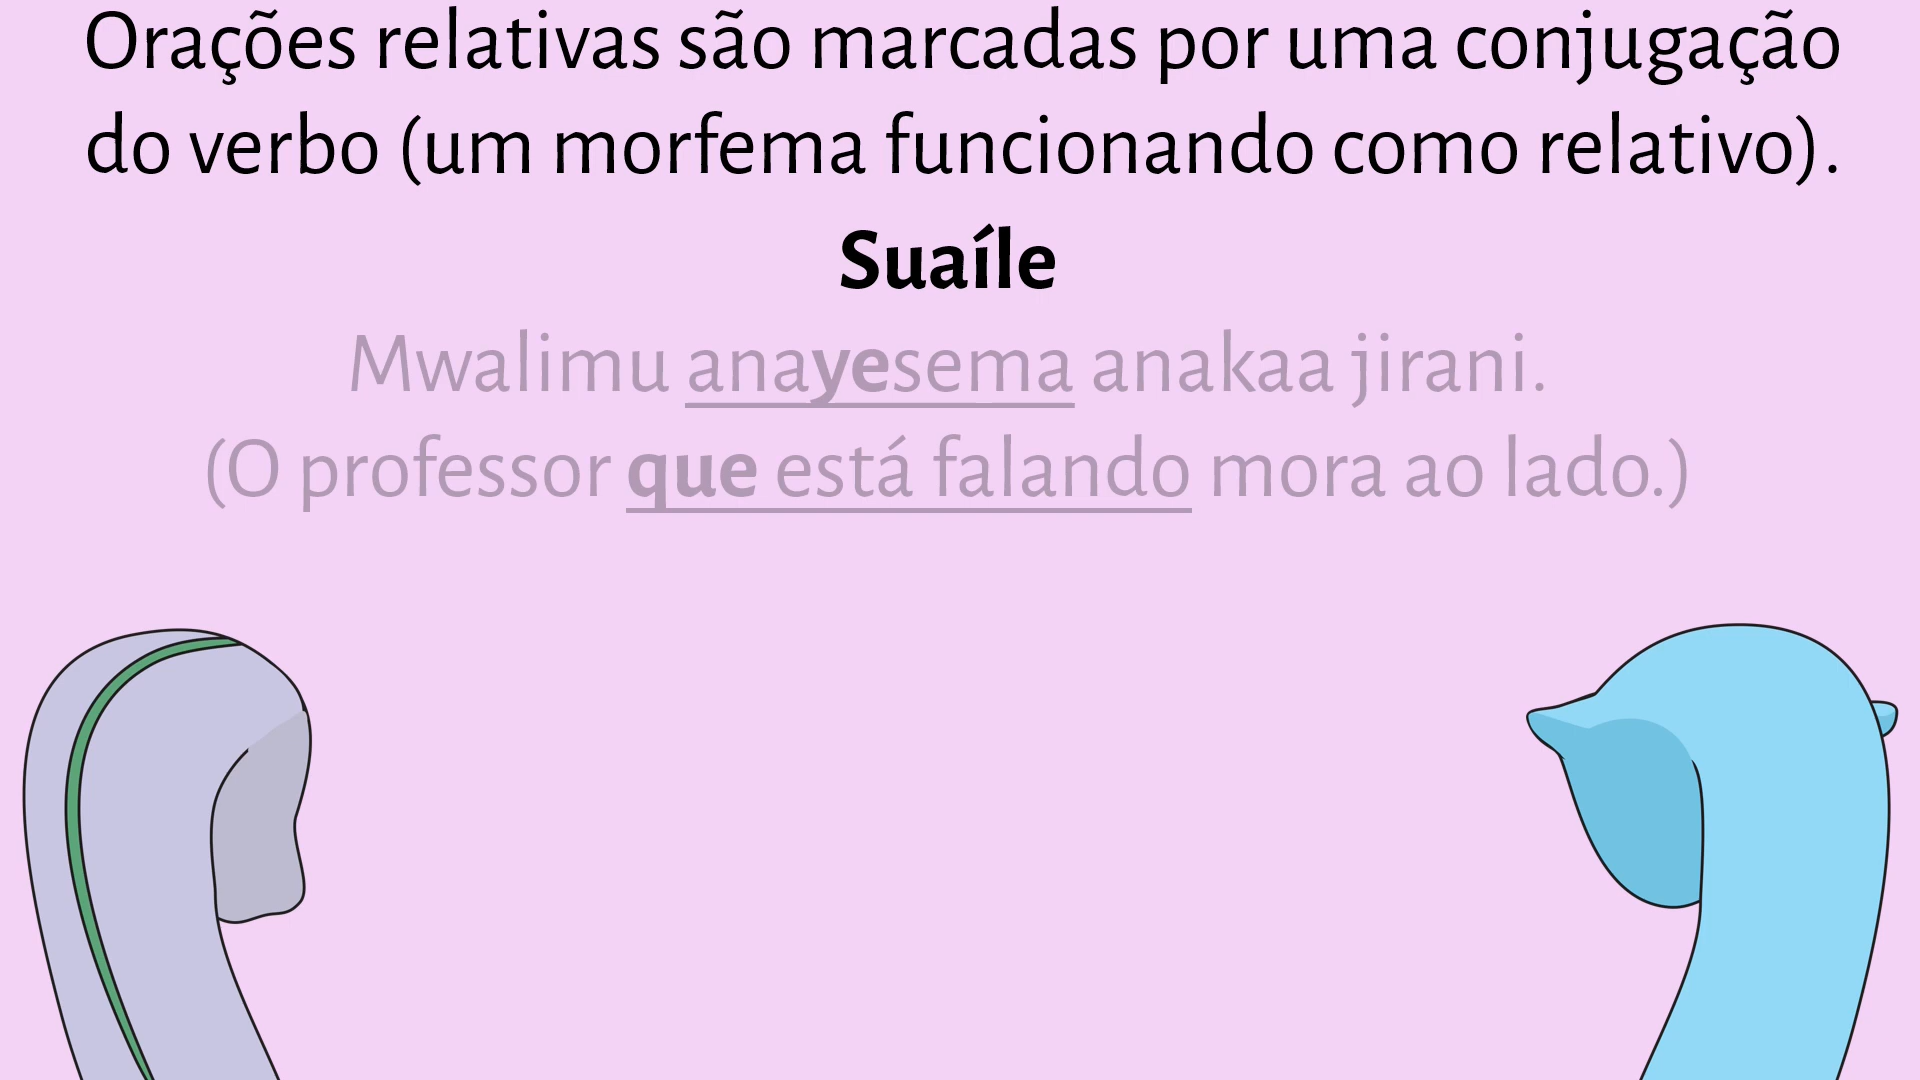 Orações relativas são marcadas por uma conjugação
do verbo (um morfema funcionando como relativo).
Suaíle
Mwalimu anayesema anakaa jirani.
(O professor que está falando mora ao lado.)